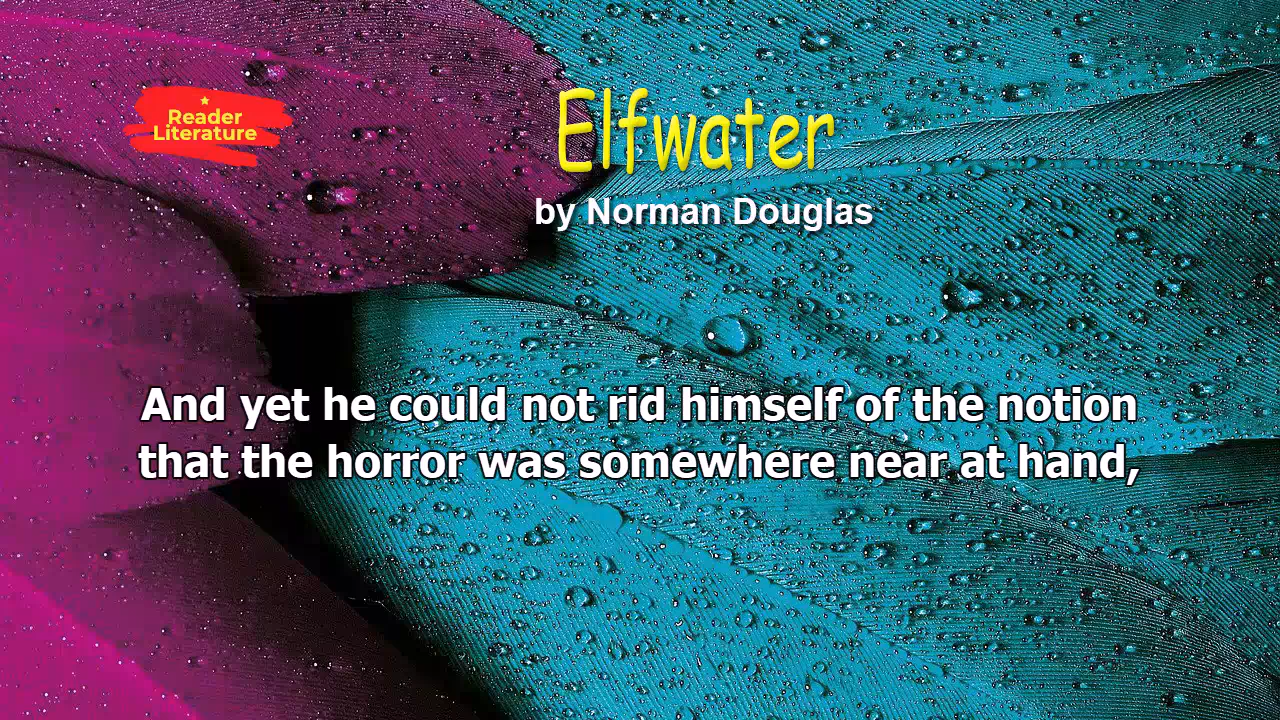 Reader
Literature
Elfwater
by Norman Douglas
And yet he could not rid himself of the notion
that the horror was somewhere near at hand,